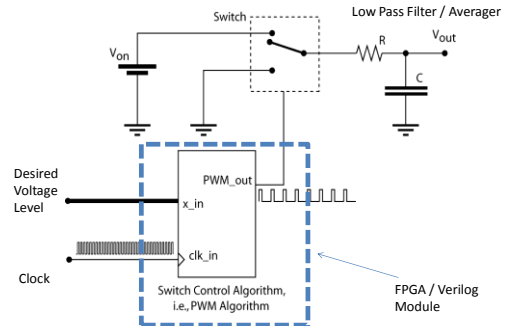 Switch
Low Pass Filter / Averager
Von
R
Vout
C
Desired
Voltage
Level
PWM_out
x_in
clk_in
Clock
Switch Control Algorithm,
i.e., PWM Algorithm
FPGA / Verilog
Module